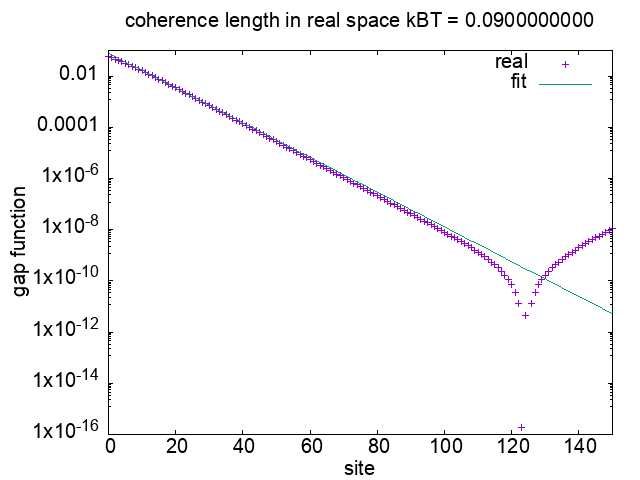 coherence length in real space kBT = 0.0900000000
real
fit
gap function
0.01
0.0001
1x10-6
1x10-8
1x10-10
1x10-12
1x10-14
1x10-16
0 20 40 60 80 100 120 140
site